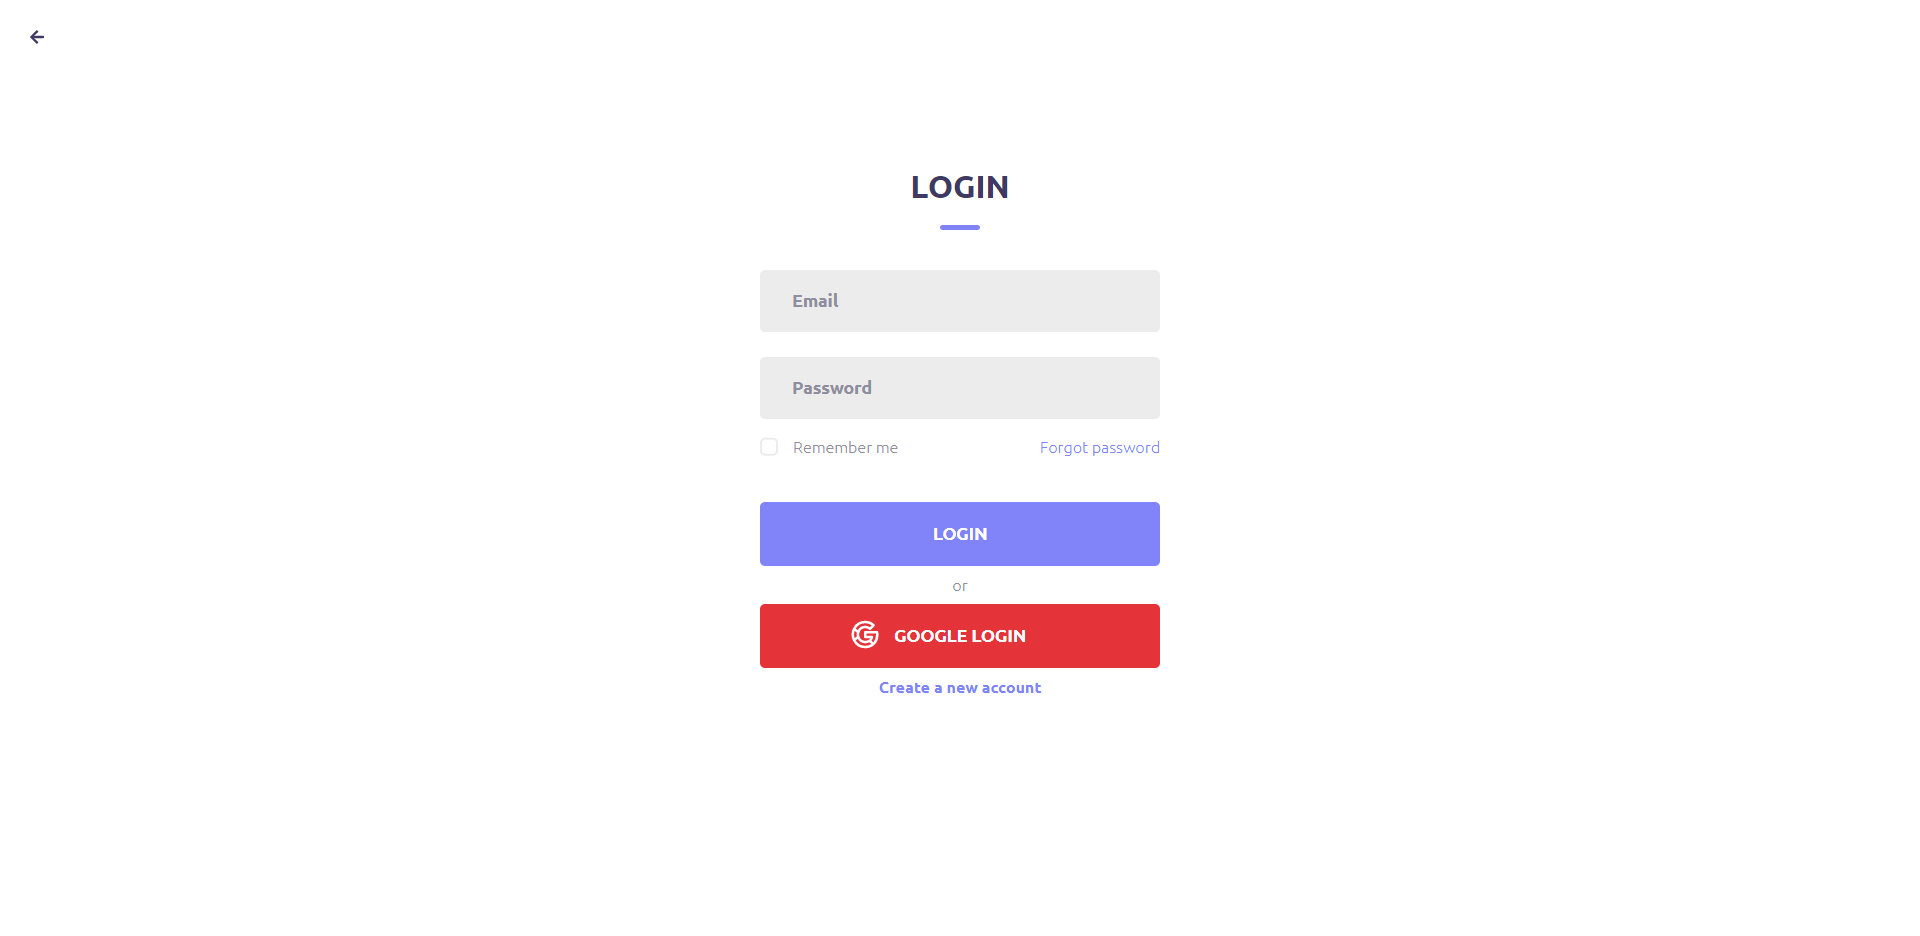 LOGIN
Email
Password
Remember me
Forgot password
LOGIN
or
GOOGLE LOGIN
Create a new account